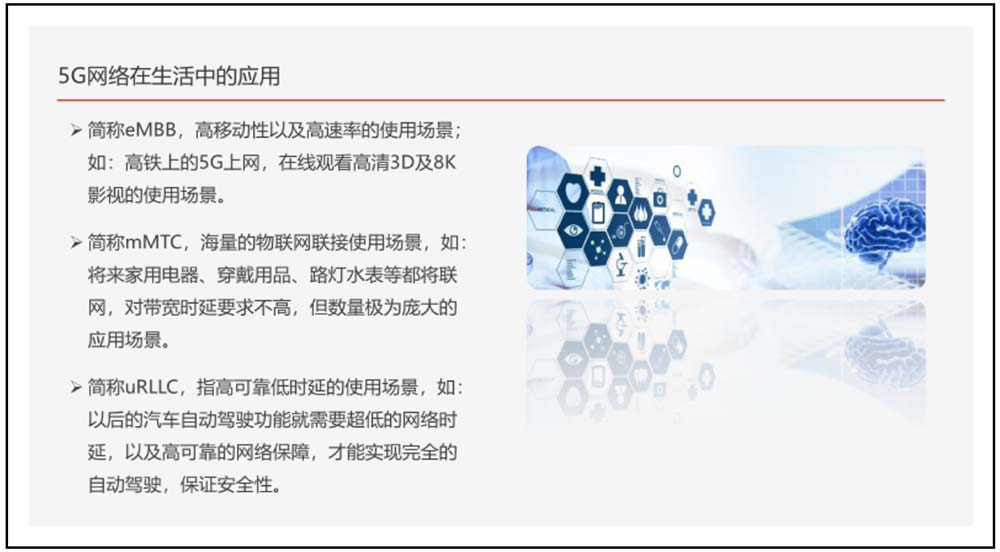 5G网络在生活中的应用
➢ 简称eMBB，高移动性以及高速率的使用场景；
如：高铁上的5G上网，在线观看高清3D及8K
影视的使用场景。
➢ 简称mMTC，海量的物联网联接使用场景，如：
将来家用电器、穿戴用品、路灯水表等都将联
网，对带宽时延要求不高，但数量极为庞大的
应用场景。
➢ 简称uRLLC，指高可靠低时延的使用场景，如：
以后的汽车自动驾驶功能就需要超低的网络时
延，以及高可靠的网络保障，才能实现完全的
自动驾驶，保证安全性。
MEDICAL